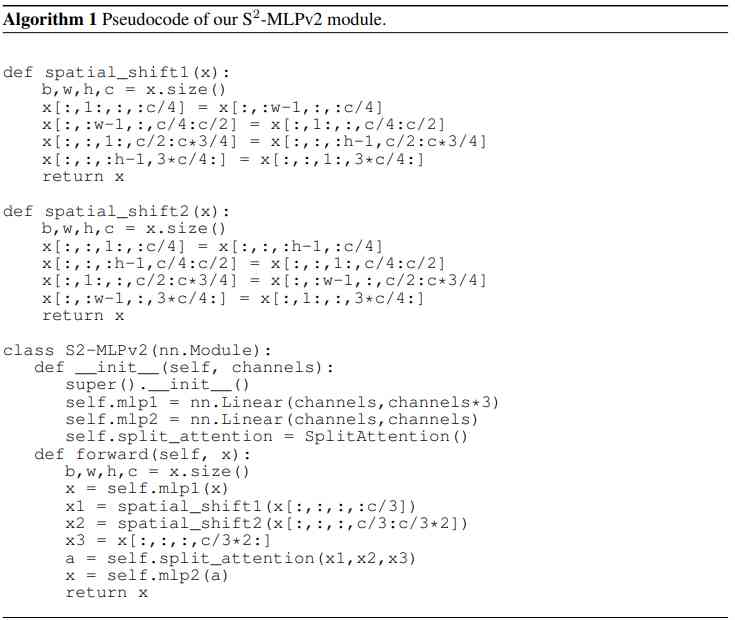 Algorithm 1 Pseudocode of our S²-MLPv2 module.
def spatial_shift1(x):
    b,w,h,c = x.size()
    x[:,1:,:,:c/4] = x[:,:w-1,:,:c/4]
    x[:,:w-1,:,c/4:c/2] = x[:,1:,:,c/4:c/2]
    x[:,:,1:,c/2:c*3/4] = x[:,:,:h-1,c/2:c*3/4]
    x[:,:,:h-1,3*c/4:] = x[:,:,1:,3*c/4:]
    return x
def spatial_shift2(x):
    b,w,h,c = x.size()
    x[:,:,1:,:c/4] = x[:,:,:h-1,:c/4]
    x[:,:,:h-1,c/4:c/2] = x[:,:,1:,c/4:c/2]
    x[:,1:,:,c/2:c*3/4] = x[:,:w-1,:,c/2:c*3/4]
    x[:,:w-1,:,3*c/4:] = x[:,1:,:,3*c/4:]
    return x
class S2-MLPv2(nn.Module):
    def __init__(self, channels):
        super().__init__()
        self.mlp1 = nn.Linear(channels,channels*3)
        self.mlp2 = nn.Linear(channels,channels)
        self.split_attention = SplitAttention()
    def forward(self, x):
        b,w,h,c = x.size()
        x = self.mlp1(x)
        x1 = spatial_shift1(x[:,:,:,:c/3])
        x2 = spatial_shift2(x[:,:,:,c/3:c/3*2])
        x3 = x[:,:,:,c/3*2:]
        a = self.split_attention(x1,x2,x3)
        x = self.mlp2(a)
        return x